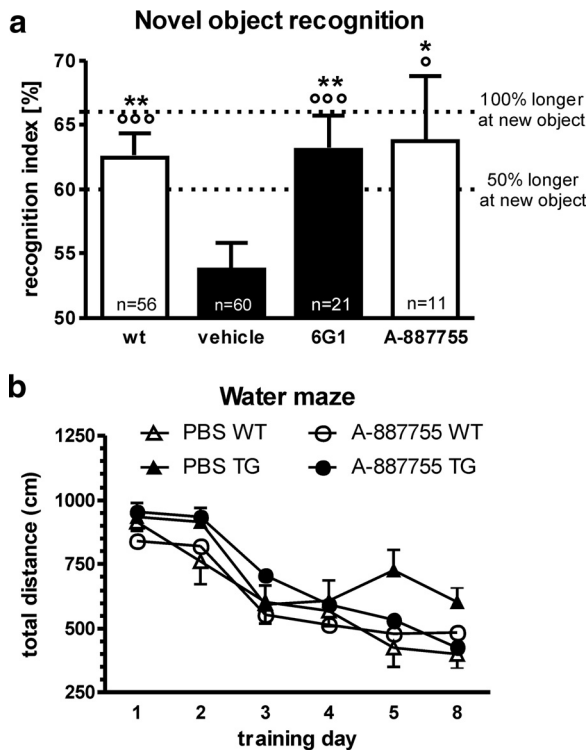 a
Novel object recognition
recognition index [%]
70
65
60
55
50
**
°°°
**
°°°
*
°
100% longer
at new object
50% longer
at new object
n=56
n=60
n=21
n=11
wt
vehicle
6G1
A-887755
b
Water maze
PBS WT
A-887755 WT
PBS TG
A-887755 TG
total distance (cm)
1250
1000
750
500
250
1 2 3 4 5 8
training day